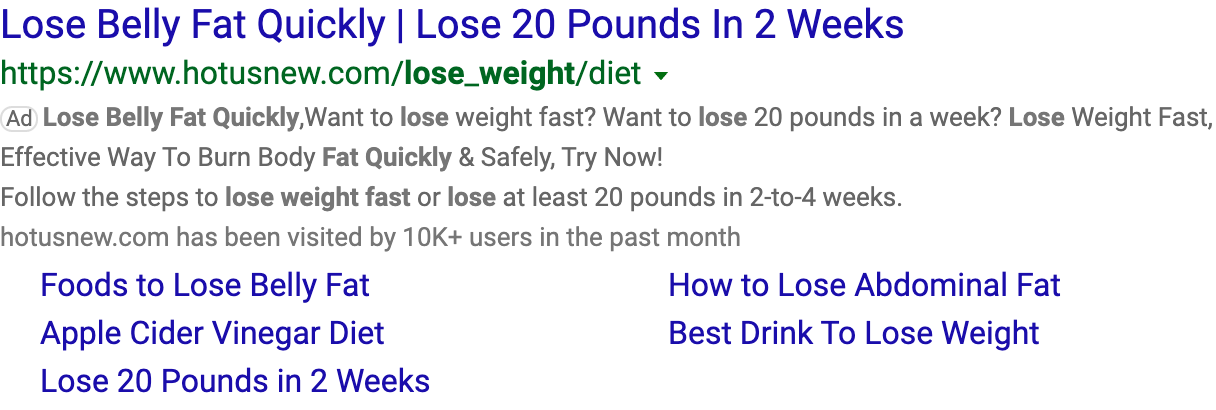 Lose Belly Fat Quickly | Lose 20 Pounds In 2 Weeks
https://www.hotusnew.com/lose_weight/diet
Ad Lose Belly Fat Quickly,Want to lose weight fast? Want to lose 20 pounds in a week? Lose Weight Fast,
Effective Way To Burn Body Fat Quickly & Safely, Try Now!
Follow the steps to lose weight fast or lose at least 20 pounds in 2-to-4 weeks.
hotusnew.com has been visited by 10K+ users in the past month
Foods to Lose Belly Fat
How to Lose Abdominal Fat
Apple Cider Vinegar Diet
Best Drink To Lose Weight
Lose 20 Pounds in 2 Weeks